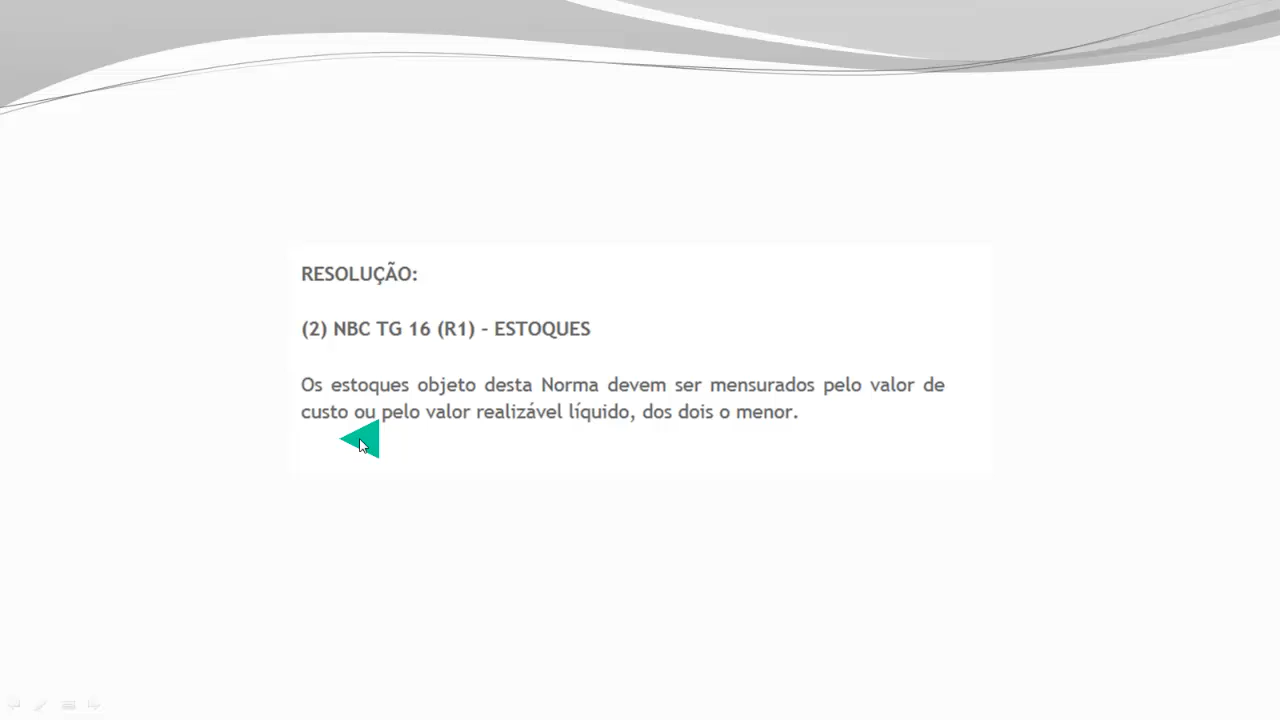 RESOLUÇÃO:
(2) NBC TG 16 (R1) - ESTOQUES
Os estoques objeto desta Norma devem ser mensurados pelo valor de
custo ou pelo valor realizável líquido, dos dois o menor.